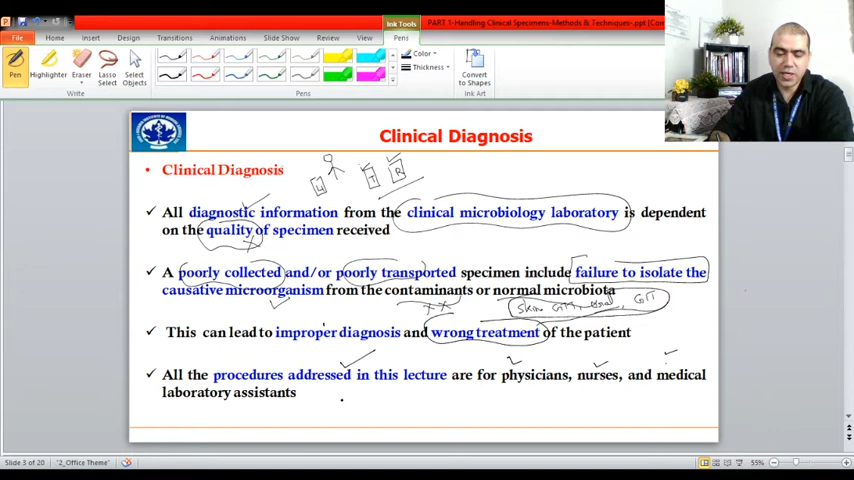 Ink Tools
PART 1-Handling Clinical Specimens-Methods & Techniques-.ppt [Com
File Home Insert Design Transitions Animations Slide Show Review View Pens
Pen Highlighter Eraser Lasso Select Select Objects Color Thickness Convert to Shapes
Write Pens Ink Art
Clinical Diagnosis
• Clinical Diagnosis
T R
✓ All diagnostic information from the clinical microbiology laboratory is dependent
on the quality of specimen received
✓ A poorly collected and/or poorly transported specimen include failure to isolate the
causative microorganism from the contaminants or normal microbiota
Skin GIT
✓ This can lead to improper diagnosis and wrong treatment of the patient
✓ All the procedures addressed in this lecture are for physicians, nurses, and medical
laboratory assistants
Slide 3 of 20 "2_Office Theme" 55%